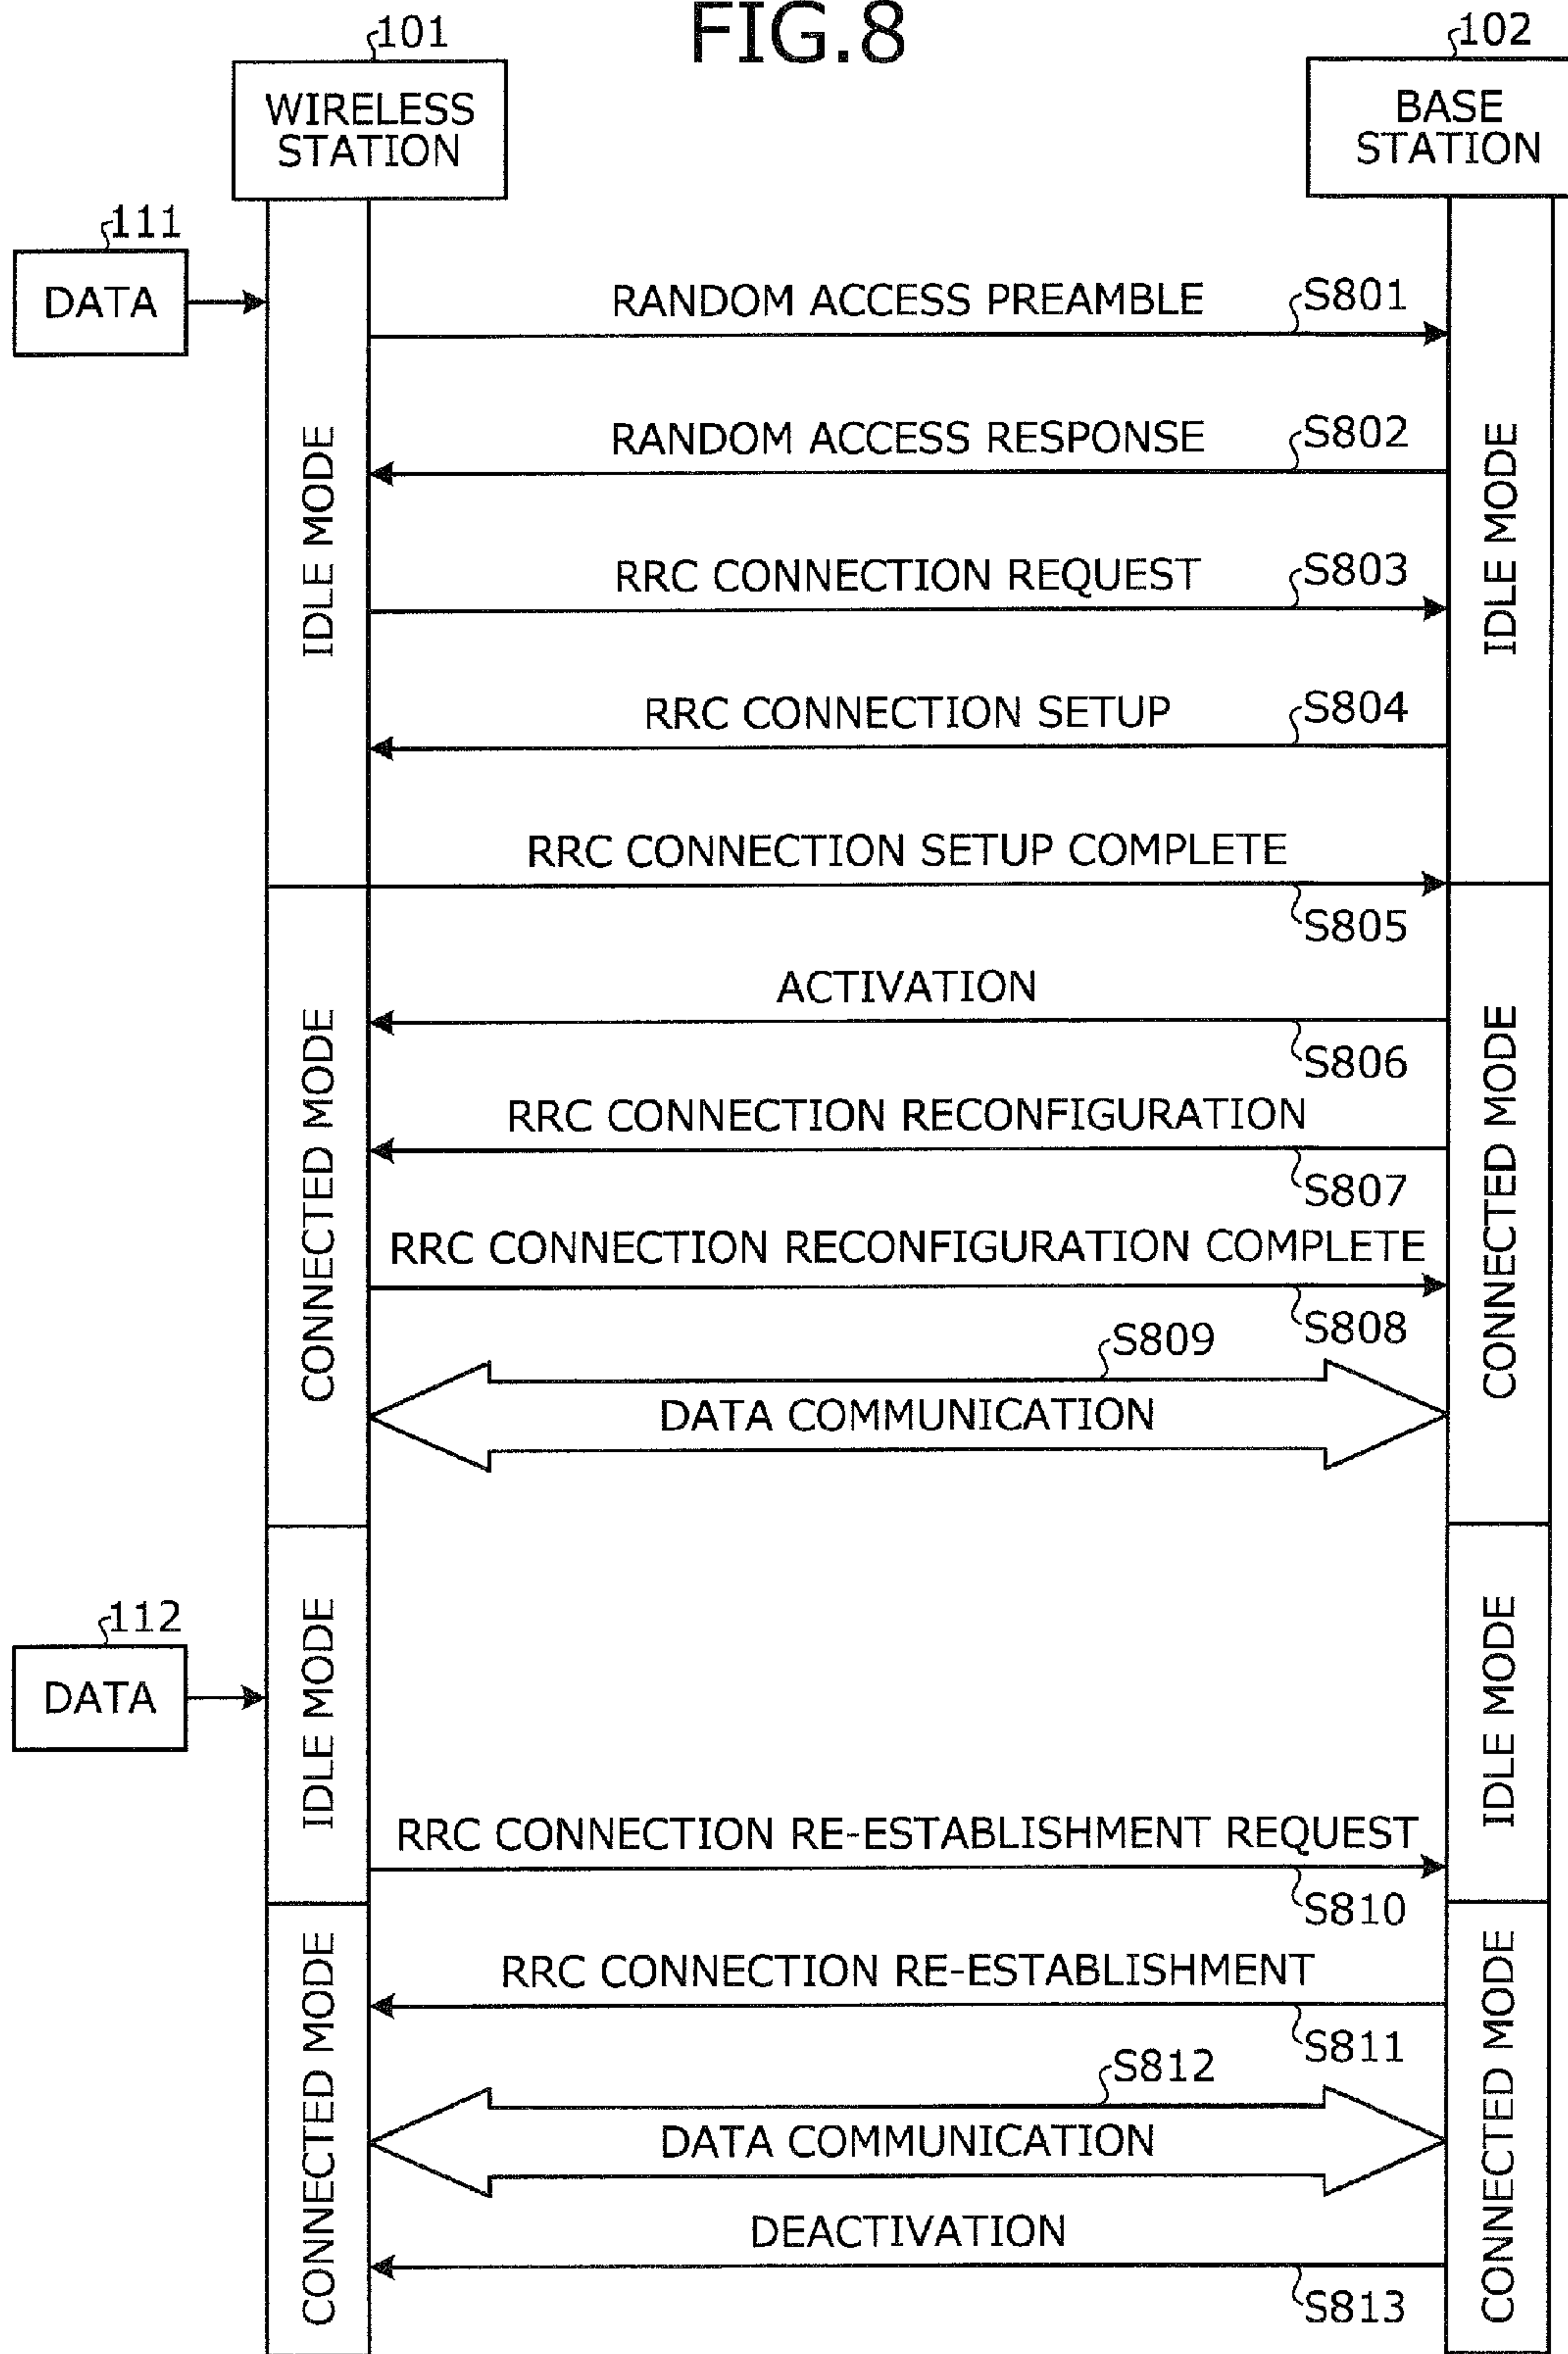 FIG.8
101
102
WIRELESS
STATION
BASE
STATION
111
DATA
RANDOM ACCESS PREAMBLE
S801
RANDOM ACCESS RESPONSE
S802
IDLE MODE
IDLE MODE
RRC CONNECTION REQUEST
S803
RRC CONNECTION SETUP
S804
RRC CONNECTION SETUP COMPLETE
S805
ACTIVATION
S806
CONNECTED MODE
CONNECTED MODE
RRC CONNECTION RECONFIGURATION
S807
RRC CONNECTION RECONFIGURATION COMPLETE
S808
S809
DATA COMMUNICATION
112
DATA
IDLE MODE
IDLE MODE
RRC CONNECTION RE-ESTABLISHMENT REQUEST
S810
RRC CONNECTION RE-ESTABLISHMENT
S811
CONNECTED MODE
CONNECTED MODE
S812
DATA COMMUNICATION
DEACTIVATION
S813